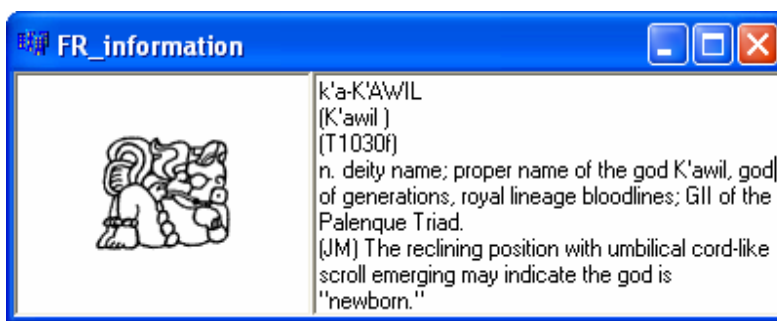 FR_information
k'a-K'AWIL
(K'awil )
(T1030f)
n. deity name; proper name of the god K'awil, god
of generations, royal lineage bloodlines; GII of the
Palenque Triad.
(JM) The reclining position with umbilical cord-like
scroll emerging may indicate the god is
"newborn."